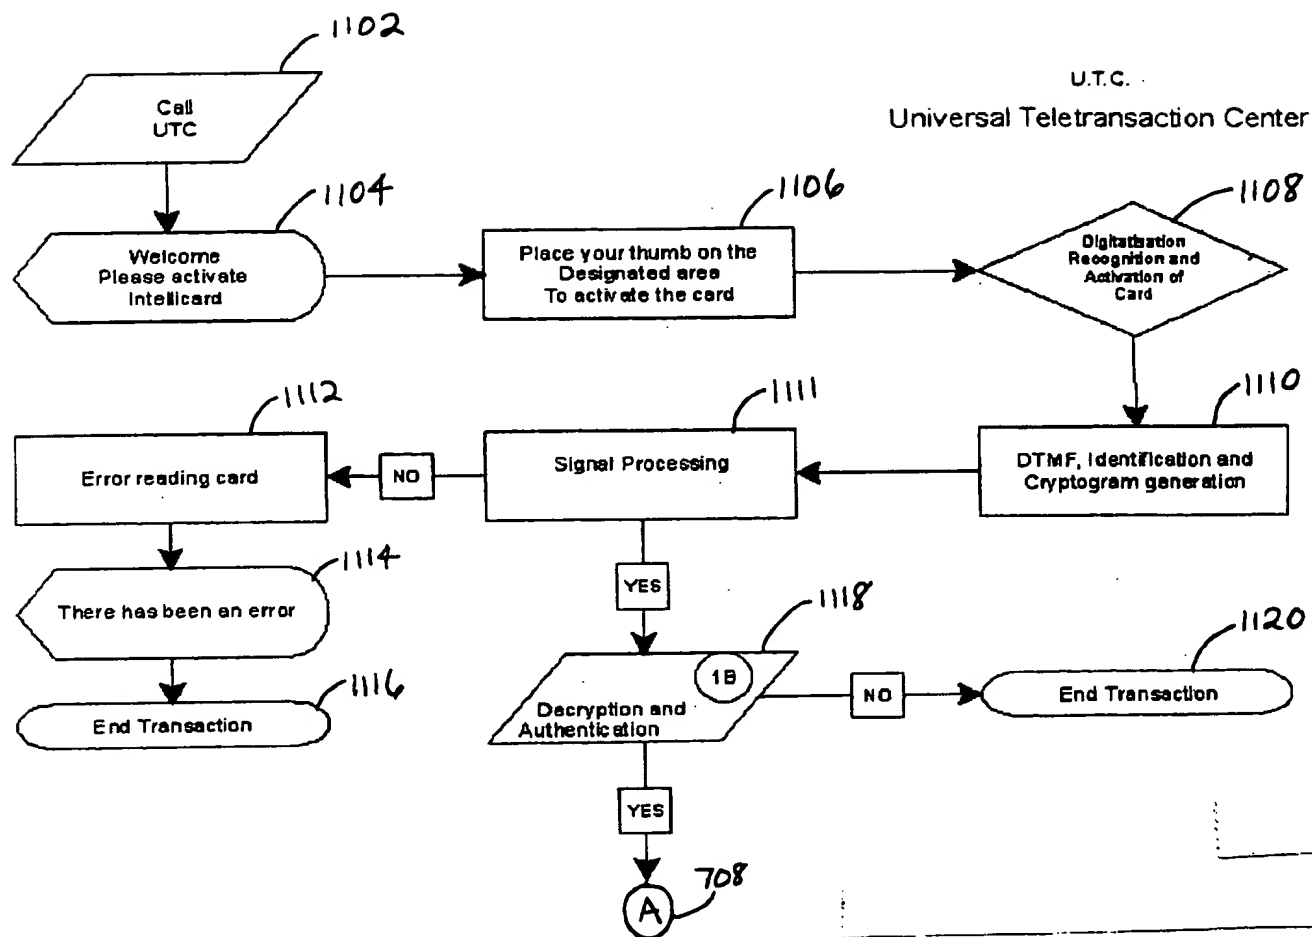 1102
Call
UTC
U.T.C.
Universal Teletransaction Center
1104
Welcome
Please activate
Intellicard
1106
Place your thumb on the
Designated area
To activate the card
1108
Digitatisation
Recognition and
Activation of
Card
1110
DTMF, Identification and
Cryptogram generation
1111
Signal Processing
NO
1112
Error reading card
1114
There has been an error
1116
End Transaction
YES
1118
1B
Decryption and
Authentication
NO
1120
End Transaction
YES
A
708